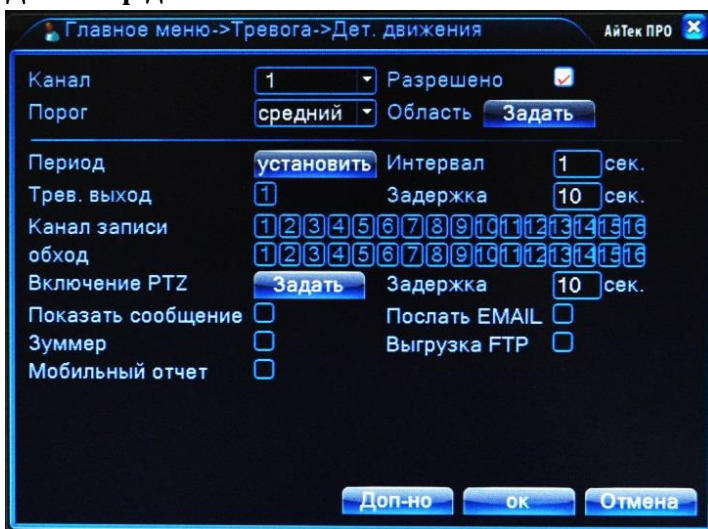 Главное меню->Тревога->Дет. движения АйТек ПРО
Канал 1 Разрешено
Порог средний Область Задать
Период установить Интервал 1 сек.
Трев. выход 1 Задержка 10 сек.
Канал записи 1 2 3 4 5 6 7 8 9 10 11 12 13 14 15 16
обход 1 2 3 4 5 6 7 8 9 10 11 12 13 14 15 16
Включение PTZ Задать Задержка 10 сек.
Показать сообщение Послать EMAIL
Зуммер Выгрузка FTP
Мобильный отчет
Доп-но ок Отмена